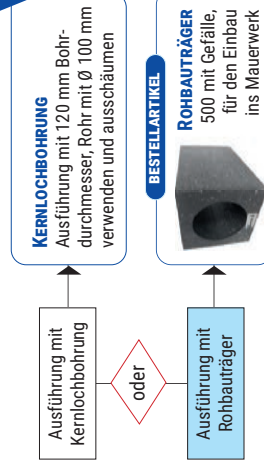 Ausführung mit
Kernlochbohrung
oder
Ausführung mit
Rohbauträger
KERNLOCHBOHRUNG
Ausführung mit 120 mm Bohr-
durchmesser, Rohr mit Ø 100 mm
verwenden und ausschäumen
BESTELLARTIKEL
ROHBAUTRÄGER
500 mit Gefälle,
für den Einbau
ins Mauerwerk